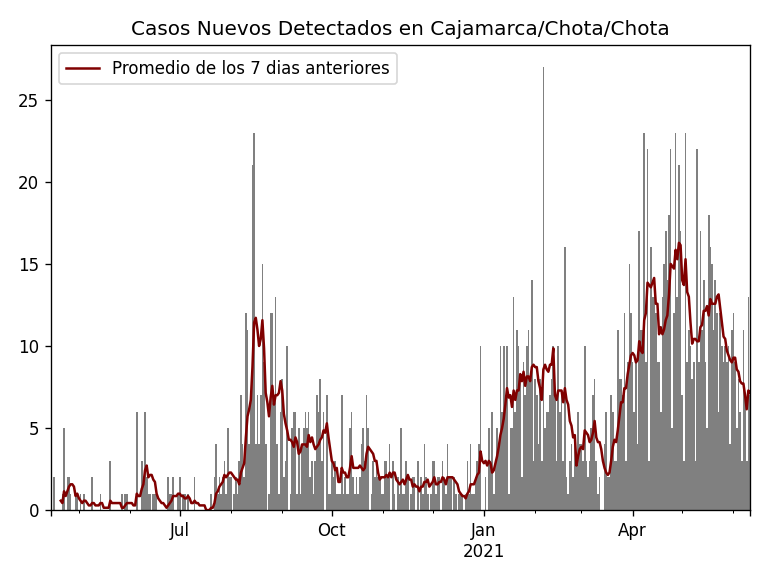 Casos Nuevos Detectados en Cajamarca/Chota/Chota
Promedio de los 7 dias anteriores
25
20
15
10
5
0
Jul
Oct
Jan
2021
Apr